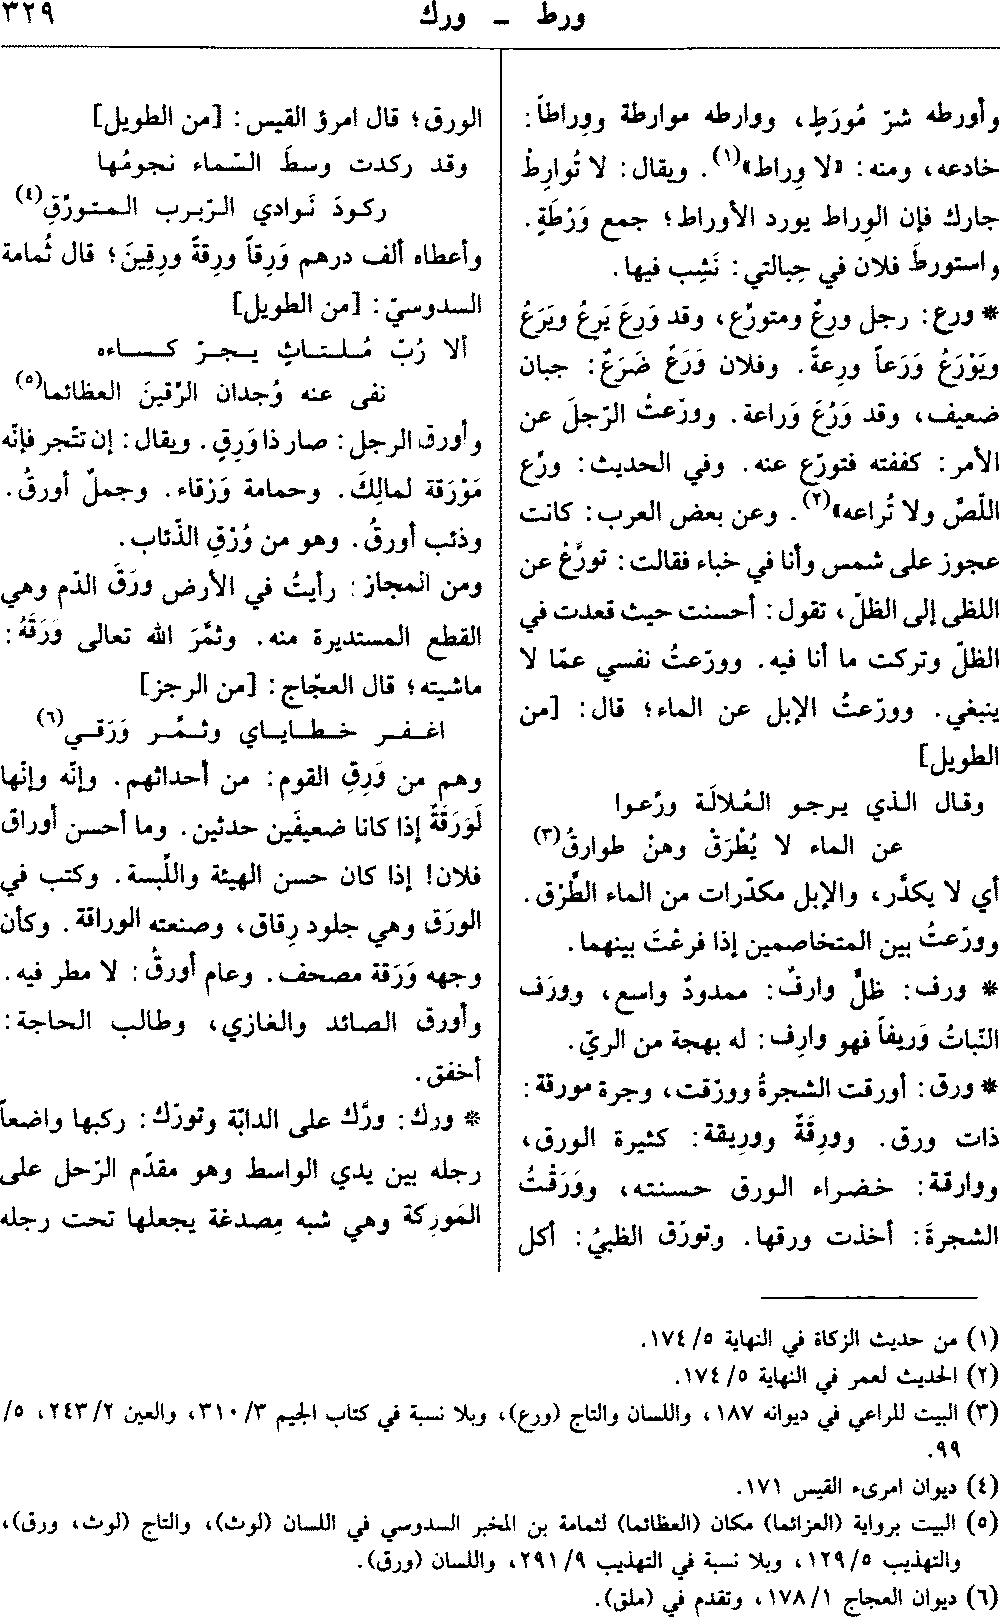 ورط – ورك
٣٢٩
وأورطه شرّ مُورَطٍ، ووارطه موارطة ووِراطاً:
خادعه، ومنه: «لا وِراط»(١). ويقال: لا تُوارِطْ
جارك فإن الوِراط يورد الأوراط؛ جمع وَرْطَةٍ.
واستورطَ فلان في حِبالتي: نَشِب فيها.
* ورع: رجل ورِعٌ ومتورِّع، وقد وَرِعَ يَرِعُ ويَرَعُ
ويَوْرَعُ وَرَعاً ورِعةً. وفلان وَرَعٌ ضَرَعٌ: جبان
ضعيف، وقد وَرُعَ وَراعة. وورّعتُ الرّجلَ عن
الأمر: كففته فتورّع عنه. وفي الحديث: ورِّع
اللّصَّ ولا تُراعه»(٢). وعن بعض العرب: كانت
عجوز على شمس وأنا في خباء فقالت: تورَّعْ عن
اللظى إلى الظلّ، تقول: أحسنت حيث قعدت في
الظلّ وتركت ما أنا فيه. وورّعتُ نفسي عمّا لا
ينبغي. وورّعتُ الإبل عن الماء؛ قال: [من
الطويل]
وقال الذي يرجو العُلالَة ورِّعوا
عن الماء لا يُطْرَقْ وهنْ طوارقُ(٣)
أي لا يكدَّر، والإبل مكدّرات من الماء الطَّرْق.
وورّعتُ بين المتخاصمين إذا فرعْتَ بينهما.
* ورف: ظلٌّ وارفٌ: ممدودٌ واسع، وورَف
النّباتُ وَريفاً فهو وارِف: له بهجة من الريّ.
* ورق: أورقت الشجرةُ وورّقت، وجرة مورقة:
ذات ورق. وورِقَةٌ ووريقة: كثيرة الورق،
ووارقة: خضراء الورق حسنته، ووَرَقْتُ
الشجرةَ: أخذت ورقها. وتورّق الظبيُ: أكل
الورق؛ قال امرؤ القيس: [من الطويل]
وقد ركدت وسطَ السّماء نجومُها
ركودَ نَوادي الرّبرب المتورِّقِ(٤)
وأعطاه ألف درهم وَرِقاً ورِقةً ورِقِينَ؛ قال ثُمامة
السدوسيّ: [من الطويل]
ألا رُبّ مُلتاثٍ يجرّ كساءه
نفى عنه وُجدان الرِّقينَ العظائما(٥)
وأورق الرجل: صار ذا وَرِقٍ. ويقال: إن تتّجر فإنّه
مَوْرَقة لمالِكَ. وحمامة وَرْقاء. وجملٌ أورقُ.
وذئب أورقُ. وهو من وُرْقِ الذّئاب.
ومن المجاز: رأيتُ في الأرض ورَقَ الدّم وهي
القطع المستديرة منه. وثمَّرَ الله تعالى وَرَقَهُ:
ماشيته؛ قال العجّاج: [من الرجز]
اغفر خطاياي وثمِّر وَرَقي(٦)
وهم من وَرِقِ القوم: من أحداثهم. وإنّه وإنّها
لَوَرَقةٌ إذا كانا ضعيفَين حدثين. وما أحسن أوراق
فلان! إذا كان حسن الهيئة واللِّبسة. وكتب في
الورَق وهي جلود رِقاق، وصنعته الوراقة. وكأن
وجهه وَرَقة مصحف. وعام أورقُ: لا مطر فيه.
وأورق الصائد والغازي، وطالب الحاجة:
أخفق.
* ورك: ورَّك على الدابّة وتورّك: ركبها واضعاً
رجله بين يدي الواسط وهو مقدّم الرّحل على
المَورِكة وهي شبه مِصدغة يجعلها تحت رجله
(١) من حديث الزكاة في النهاية ٥/ ١٧٤.
(٢) الحديث لعمر في النهاية ٥/ ١٧٤.
(٣) البيت للراعي في ديوانه ١٨٧، واللسان والتاج (ورع)، وبلا نسبة في كتاب الجيم ٣/ ٣١٠، والعين ٢/ ٢٤٣، ٥/
٩٩.
(٤) ديوان امرىء القيس ١٧١.
(٥) البيت برواية (العزائما) مكان (العظائما) لثمامة بن المخبر السدوسي في اللسان (لوث)، والتاج (لوث، ورق)،
والتهذيب ٥/ ١٢٩، وبلا نسبة في التهذيب ٩/ ٢٩١، واللسان (ورق).
(٦) ديوان العجاج ١/ ١٧٨، وتقدم في (ملق).